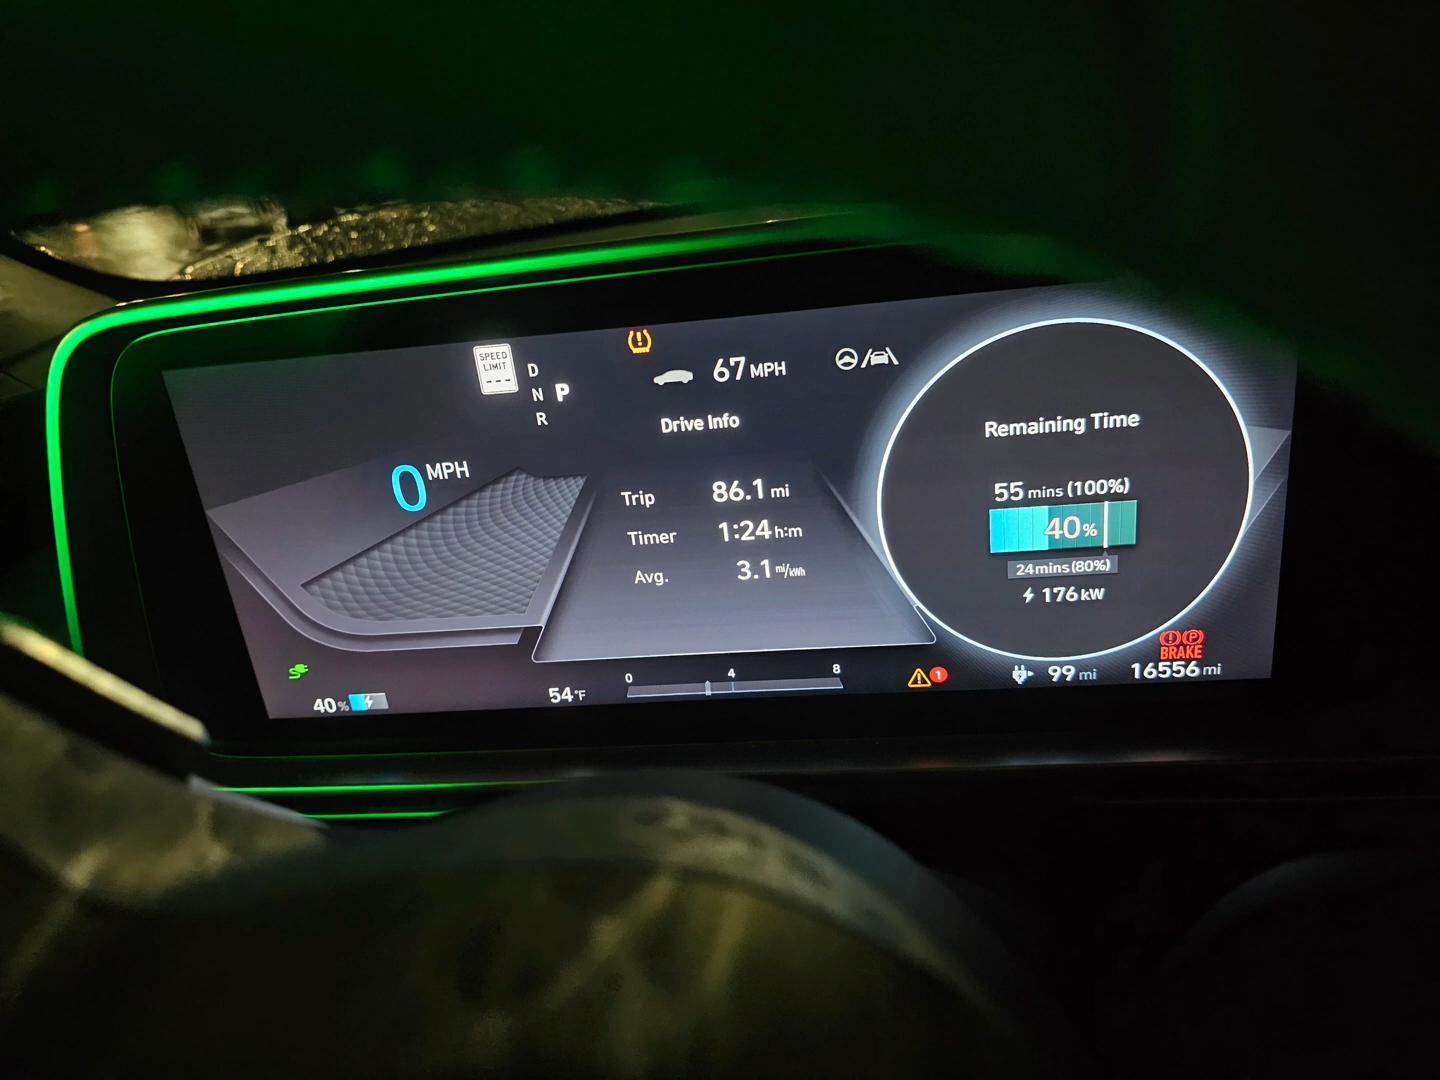 SPEED
LIMIT
---
D
N P
R
67 MPH
Drive Info
0 MPH
Trip 86.1 mi
Timer 1:24 h:m
Avg. 3.1 mi/kWh
Remaining Time
55 mins (100%)
40%
24mins (80%)
176 kW
BRAKE
40%
54°F
0 4 8
1
99 mi
16556 mi